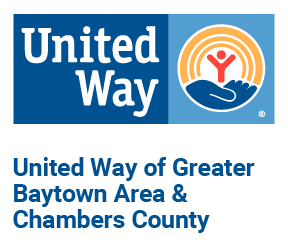 United
Way
®
United Way of Greater
Baytown Area &
Chambers County